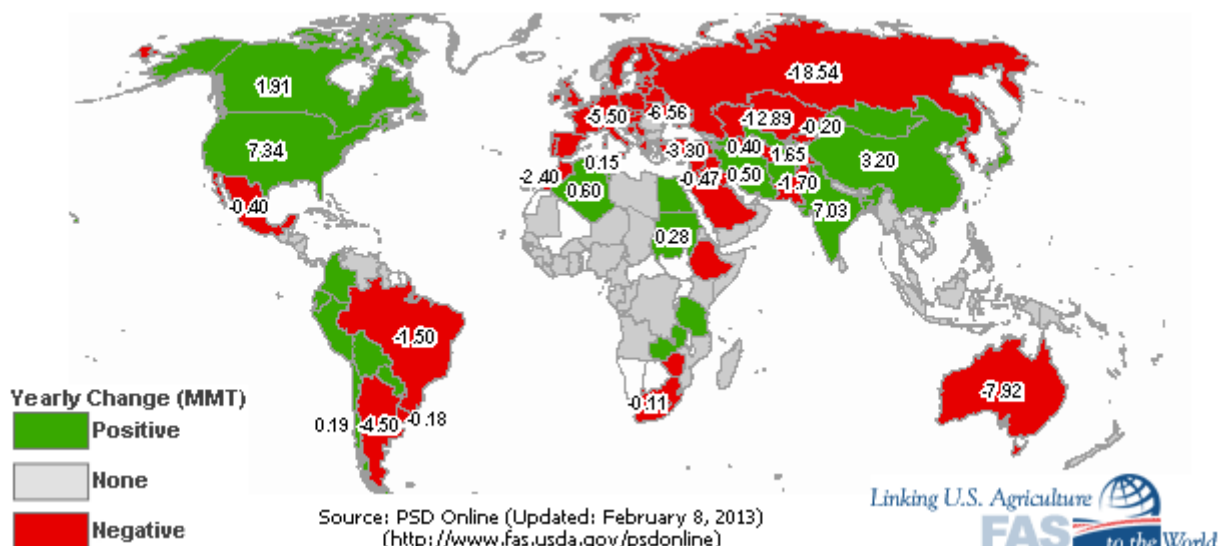 1.91
-18.54
-5.50
-6.56
-12.89
-0.20
7.34
0.15
-3.30
0.40
1.65
3.20
-2.40
0.60
-0.47
0.50
-1.70
-0.40
7.03
0.28
-1.50
-7.92
-0.11
0.19
-4.50
-0.18
Yearly Change (MMT)
Positive
None
Negative
Source: PSD Online (Updated: February 8, 2013)
(http://www.fas.usda.gov/psdonline)
Linking U.S. Agriculture
FAS
to the World